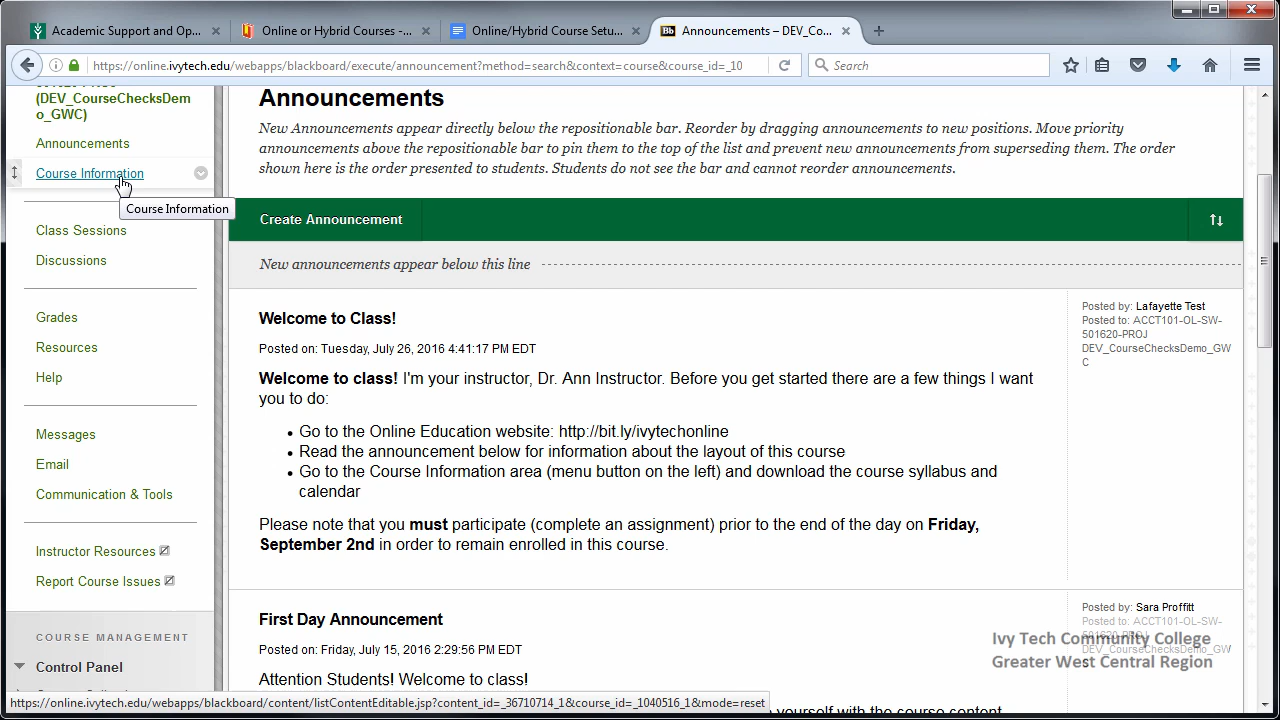 Academic Support and Op...
Online or Hybrid Courses -...
Online/Hybrid Course Setu...
Bb
Announcements – DEV_Co...
https://online.ivytech.edu/webapps/blackboard/execute/announcement?method=search&context=course&course_id=_10
Search
(DEV_CourseChecksDem
o_GWC)
Announcements
Course Information
Course Information
Class Sessions
Discussions
Grades
Resources
Help
Messages
Email
Communication & Tools
Instructor Resources
Report Course Issues
COURSE MANAGEMENT
Control Panel
Announcements
New Announcements appear directly below the repositionable bar. Reorder by dragging announcements to new positions. Move priority
announcements above the repositionable bar to pin them to the top of the list and prevent new announcements from superseding them. The order
shown here is the order presented to students. Students do not see the bar and cannot reorder announcements.
Create Announcement
New announcements appear below this line
Welcome to Class!
Posted on: Tuesday, July 26, 2016 4:41:17 PM EDT
Welcome to class! I'm your instructor, Dr. Ann Instructor. Before you get started there are a few things I want
you to do:
• Go to the Online Education website: http://bit.ly/ivytechonline
• Read the announcement below for information about the layout of this course
• Go to the Course Information area (menu button on the left) and download the course syllabus and
calendar
Please note that you must participate (complete an assignment) prior to the end of the day on Friday,
September 2nd in order to remain enrolled in this course.
Posted by: Lafayette Test
Posted to: ACCT101-OL-SW-
501620-PROJ
DEV_CourseChecksDemo_GW
C
First Day Announcement
Posted on: Friday, July 15, 2016 2:29:56 PM EDT
Attention Students! Welcome to class!
yourself with the course content
Posted by: Sara Proffitt
Posted to: ACCT101-OL-SW-
501620-PROJ
DEV_CourseChecksDemo_GW
Ivy Tech Community College
Greater West Central Region
https://online.ivytech.edu/webapps/blackboard/content/listContentEditable.jsp?content_id=_36710714_1&course_id=_1040516_1&mode=reset